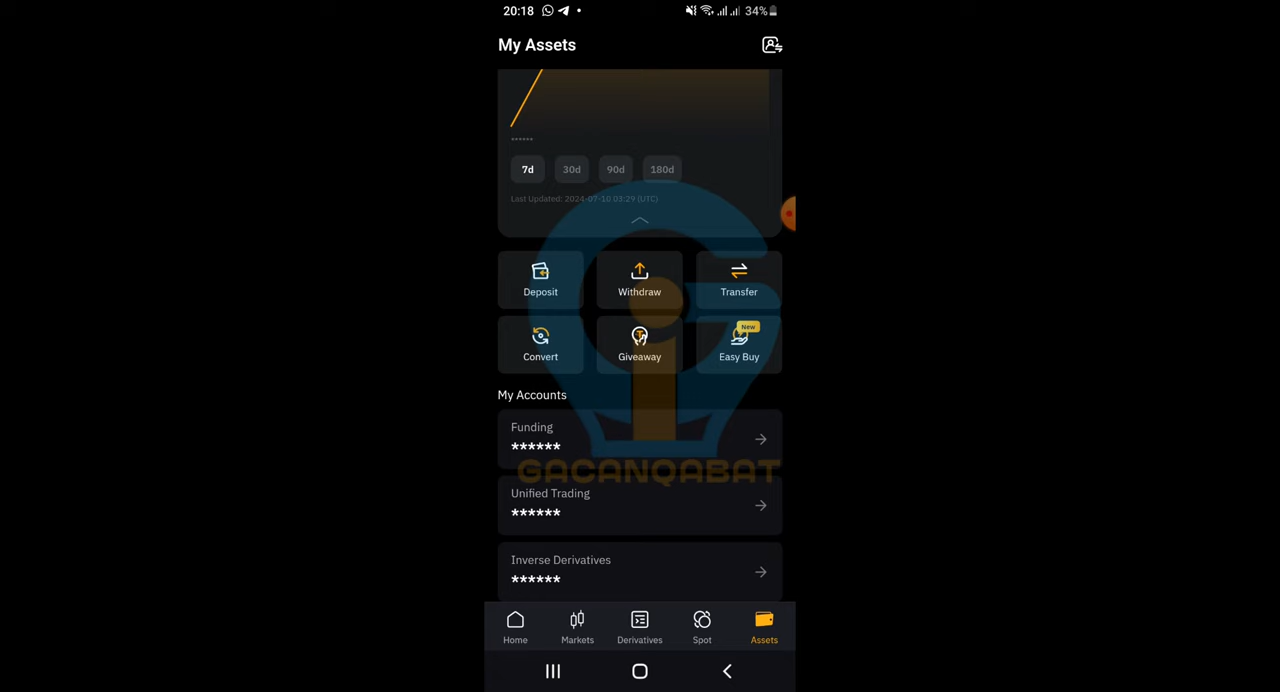 20:18 34%
My Assets
******
7d 30d 90d 180d
Last Updated: 2024-07-10 03:29 (UTC)
Deposit Withdraw Transfer
New
Convert Giveaway Easy Buy
My Accounts
Funding
******
GACANQABAT
Unified Trading
******
Inverse Derivatives
******
Home Markets Derivatives Spot Assets